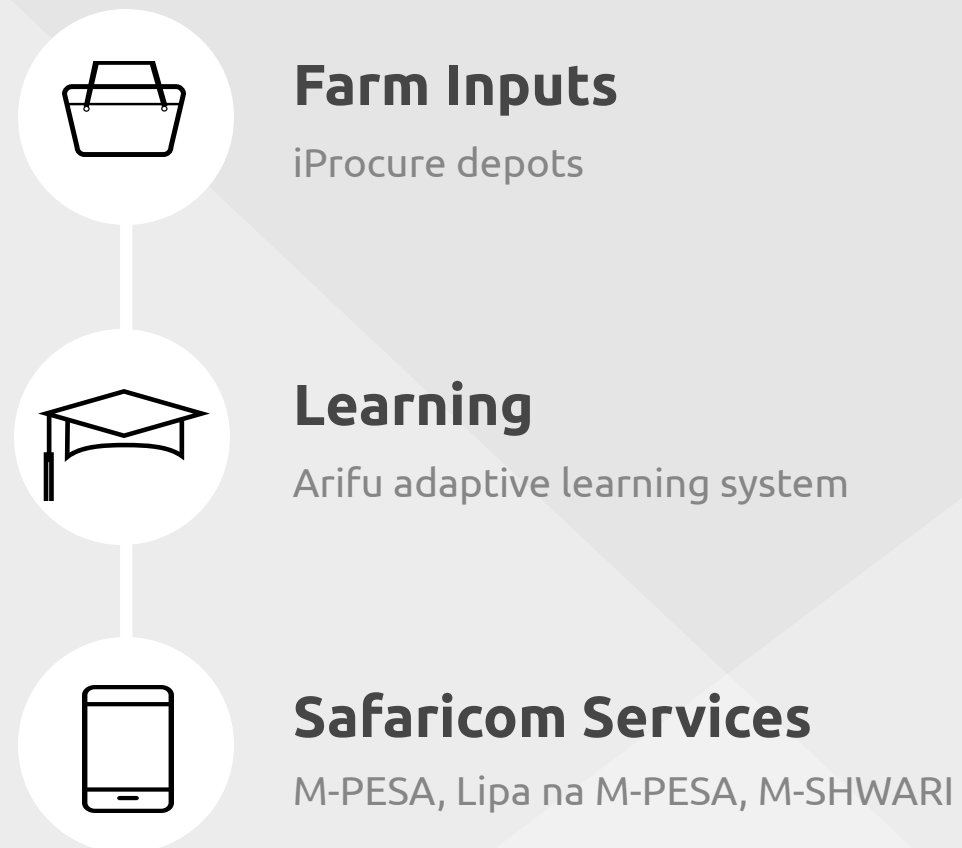 Farm Inputs
iProcure depots
Learning
Arifu adaptive learning system
Safaricom Services
M-PESA, Lipa na M-PESA, M-SHWARI